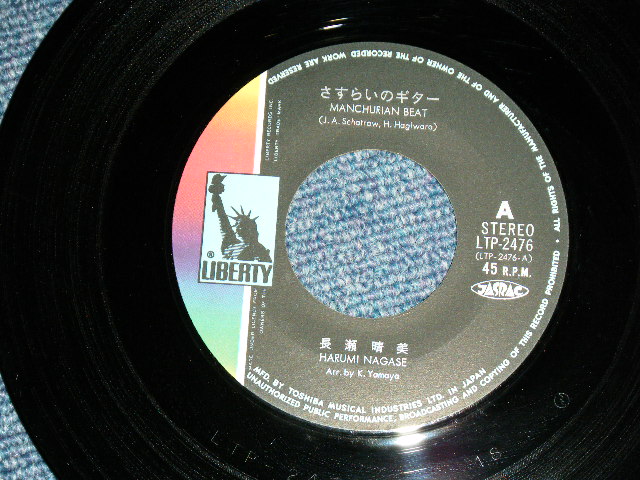 さすらいのギター
MANCHURIAN BEAT
(J. A. Schatrow, H. Hagtware)
A
STEREO
LTP-2476
(LTP-2476-A)
45 R.P.M.
JASRAC
® LIBERTY
長瀬晴美
HARUMI NAGASE
Arr. by K. Yamaya
MFD. BY TOSHIBA MUSICAL INDUSTRIES LTD. IN JAPAN
ALL RIGHTS OF THE MANUFACTURER AND OF THE OWNER OF THE RECORDED WORK ARE RESERVED
UNAUTHORIZED PUBLIC PERFORMANCE, BROADCASTING AND COPYING OF THIS RECORD PROHIBITED